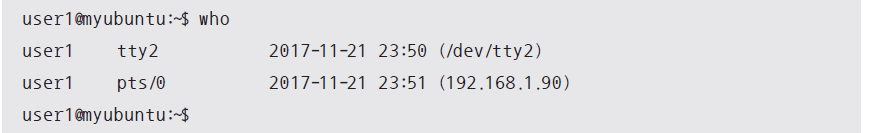 user1@myubuntu:~$ who
user1 tty2 2017-11-21 23:50 (/dev/tty2)
user1 pts/0 2017-11-21 23:51 (192.168.1.90)
user1@myubuntu:~$